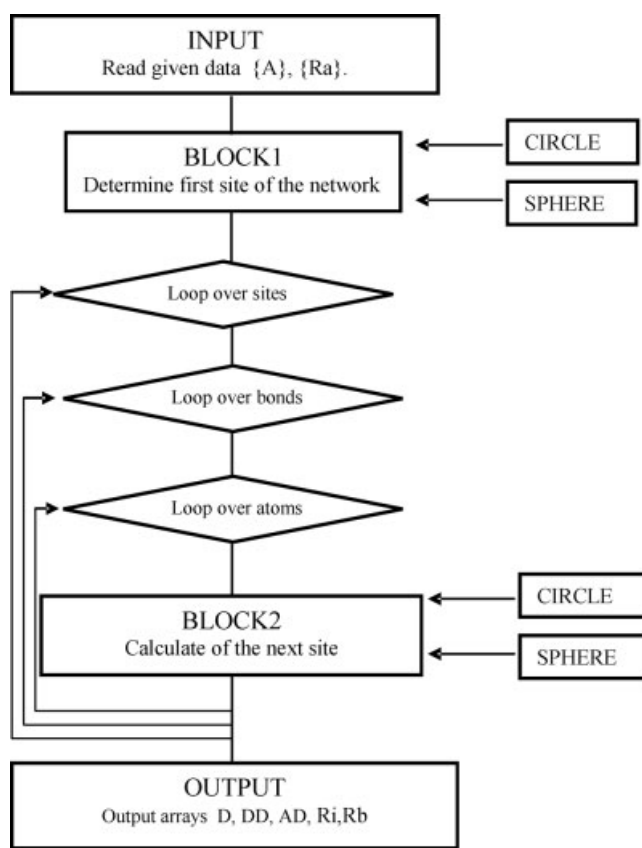 INPUT
Read given data {A}, {Ra}.
BLOCK1
Determine first site of the network
CIRCLE
SPHERE
Loop over sites
Loop over bonds
Loop over atoms
BLOCK2
Calculate of the next site
CIRCLE
SPHERE
OUTPUT
Output arrays D, DD, AD, Ri,Rb